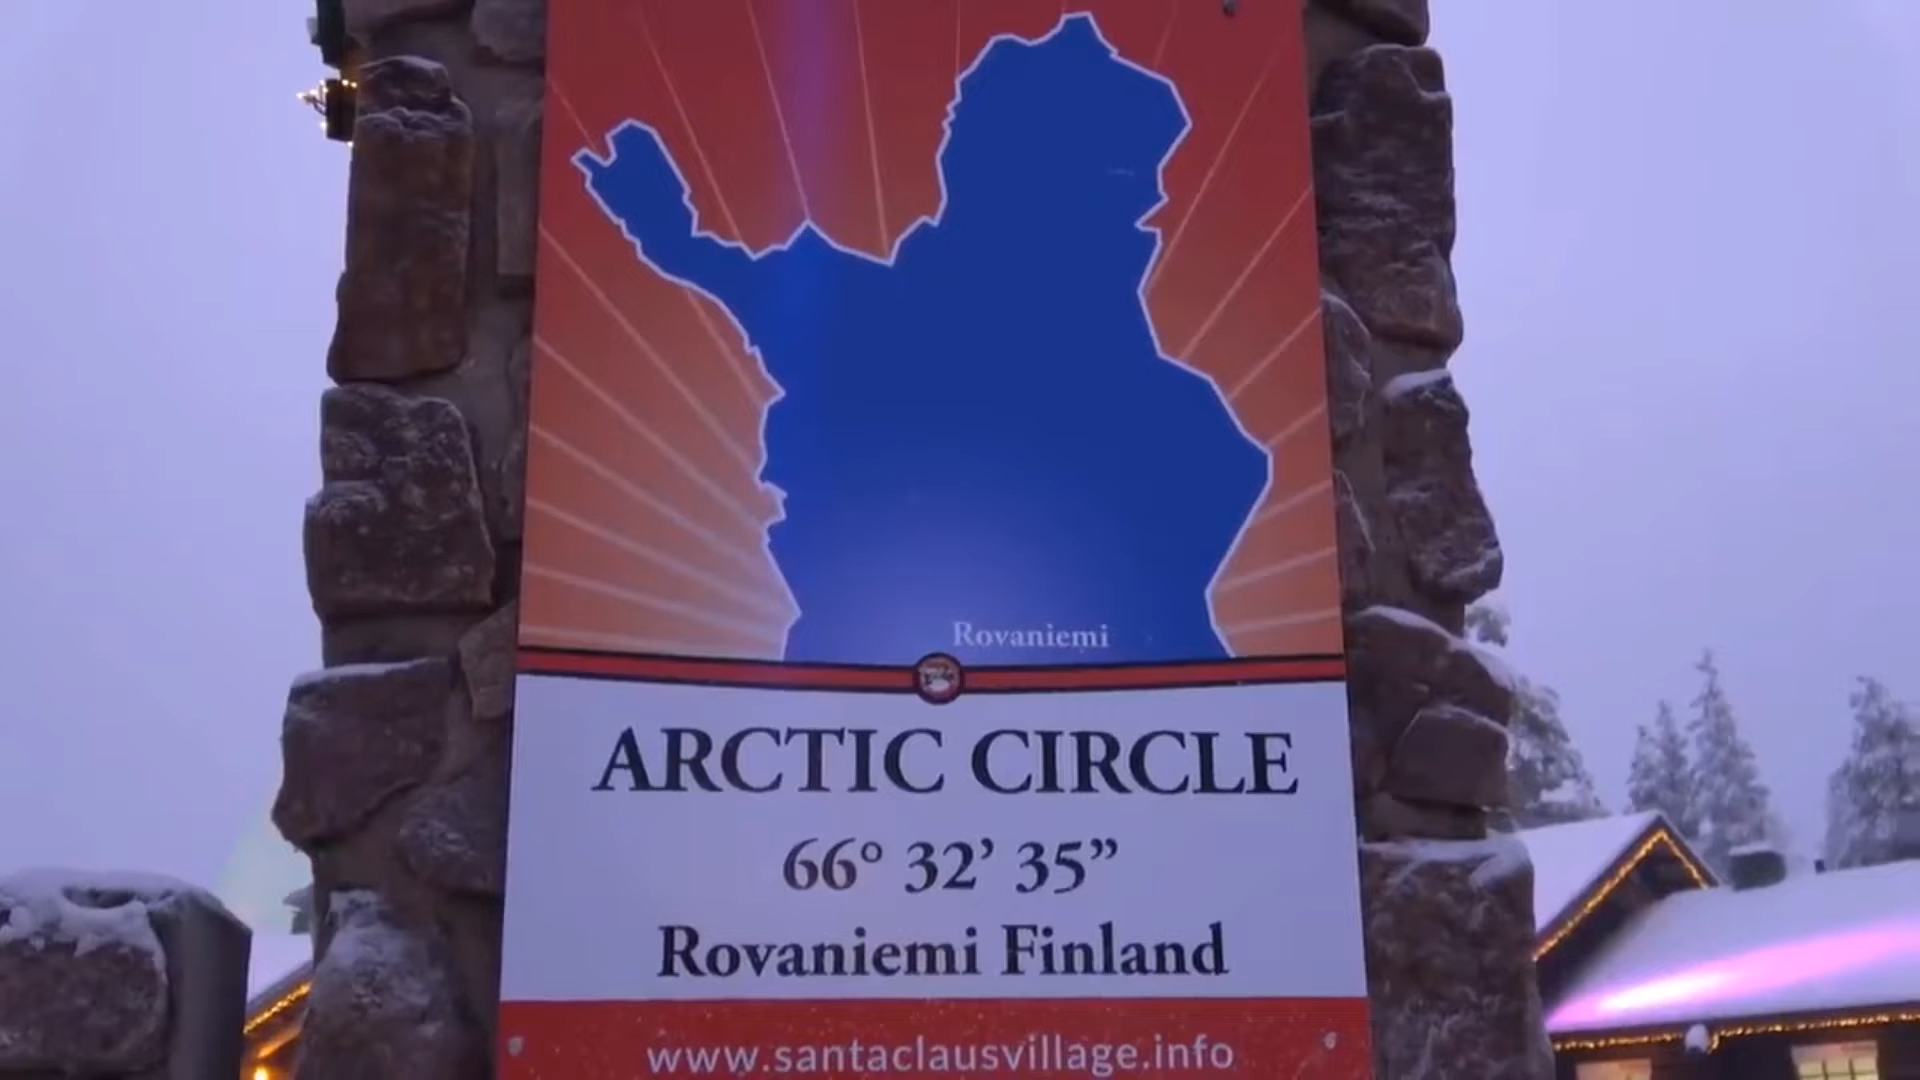 Rovaniemi
ARCTIC CIRCLE
66° 32’ 35”
Rovaniemi Finland
www.santaclausvillage.info